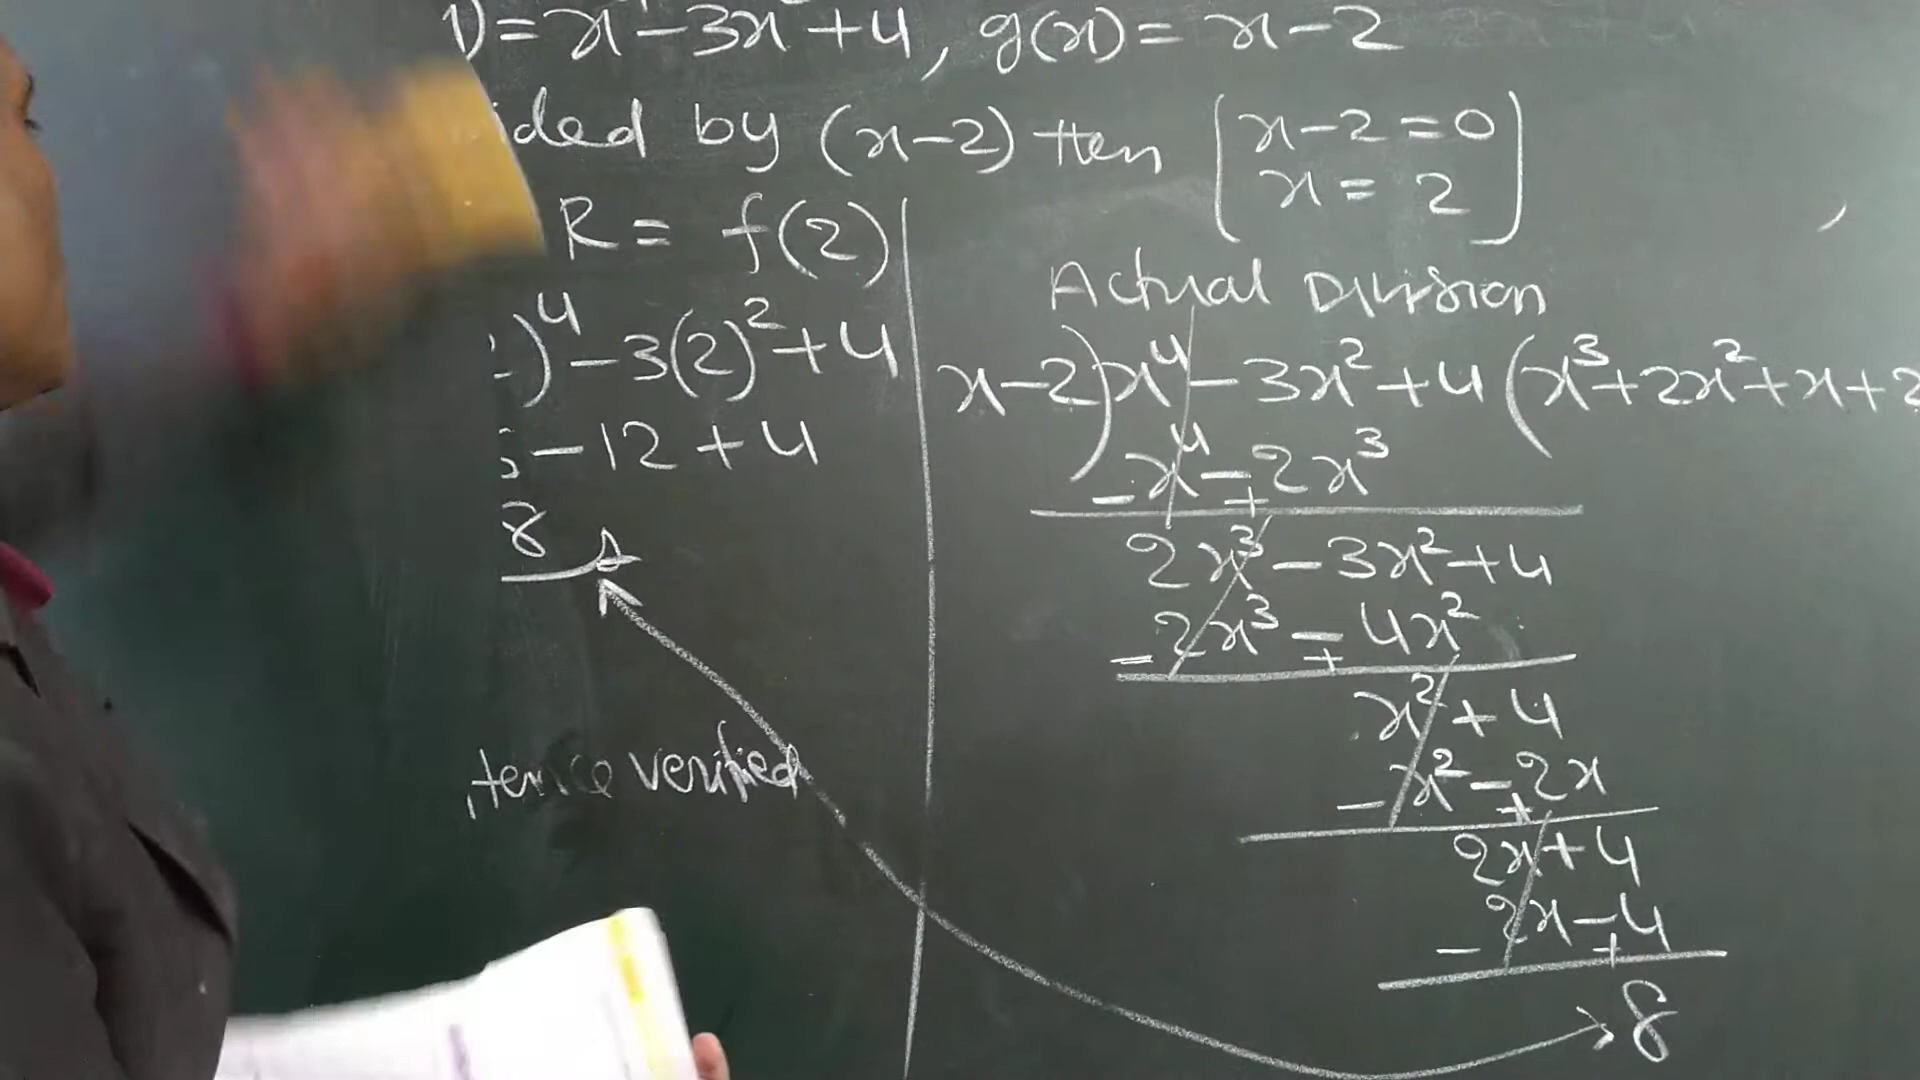 ) = x⁴ - 3x² + 4, g(x) = x - 2
ided by (x-2) then [x - 2 = 0
x = 2]
R = f(2)
)⁴ - 3(2)² + 4
- 12 + 4
8
Hence verified
Actual Division
x-2)x⁴ - 3x² + 4(x³ + 2x² + x + 2
- x⁴ - 2x³
+
2x³ - 3x² + 4
- 2x³ - 4x²
+
x² + 4
- x² - 2x
+
2x + 4
- 2x - 4
+
8